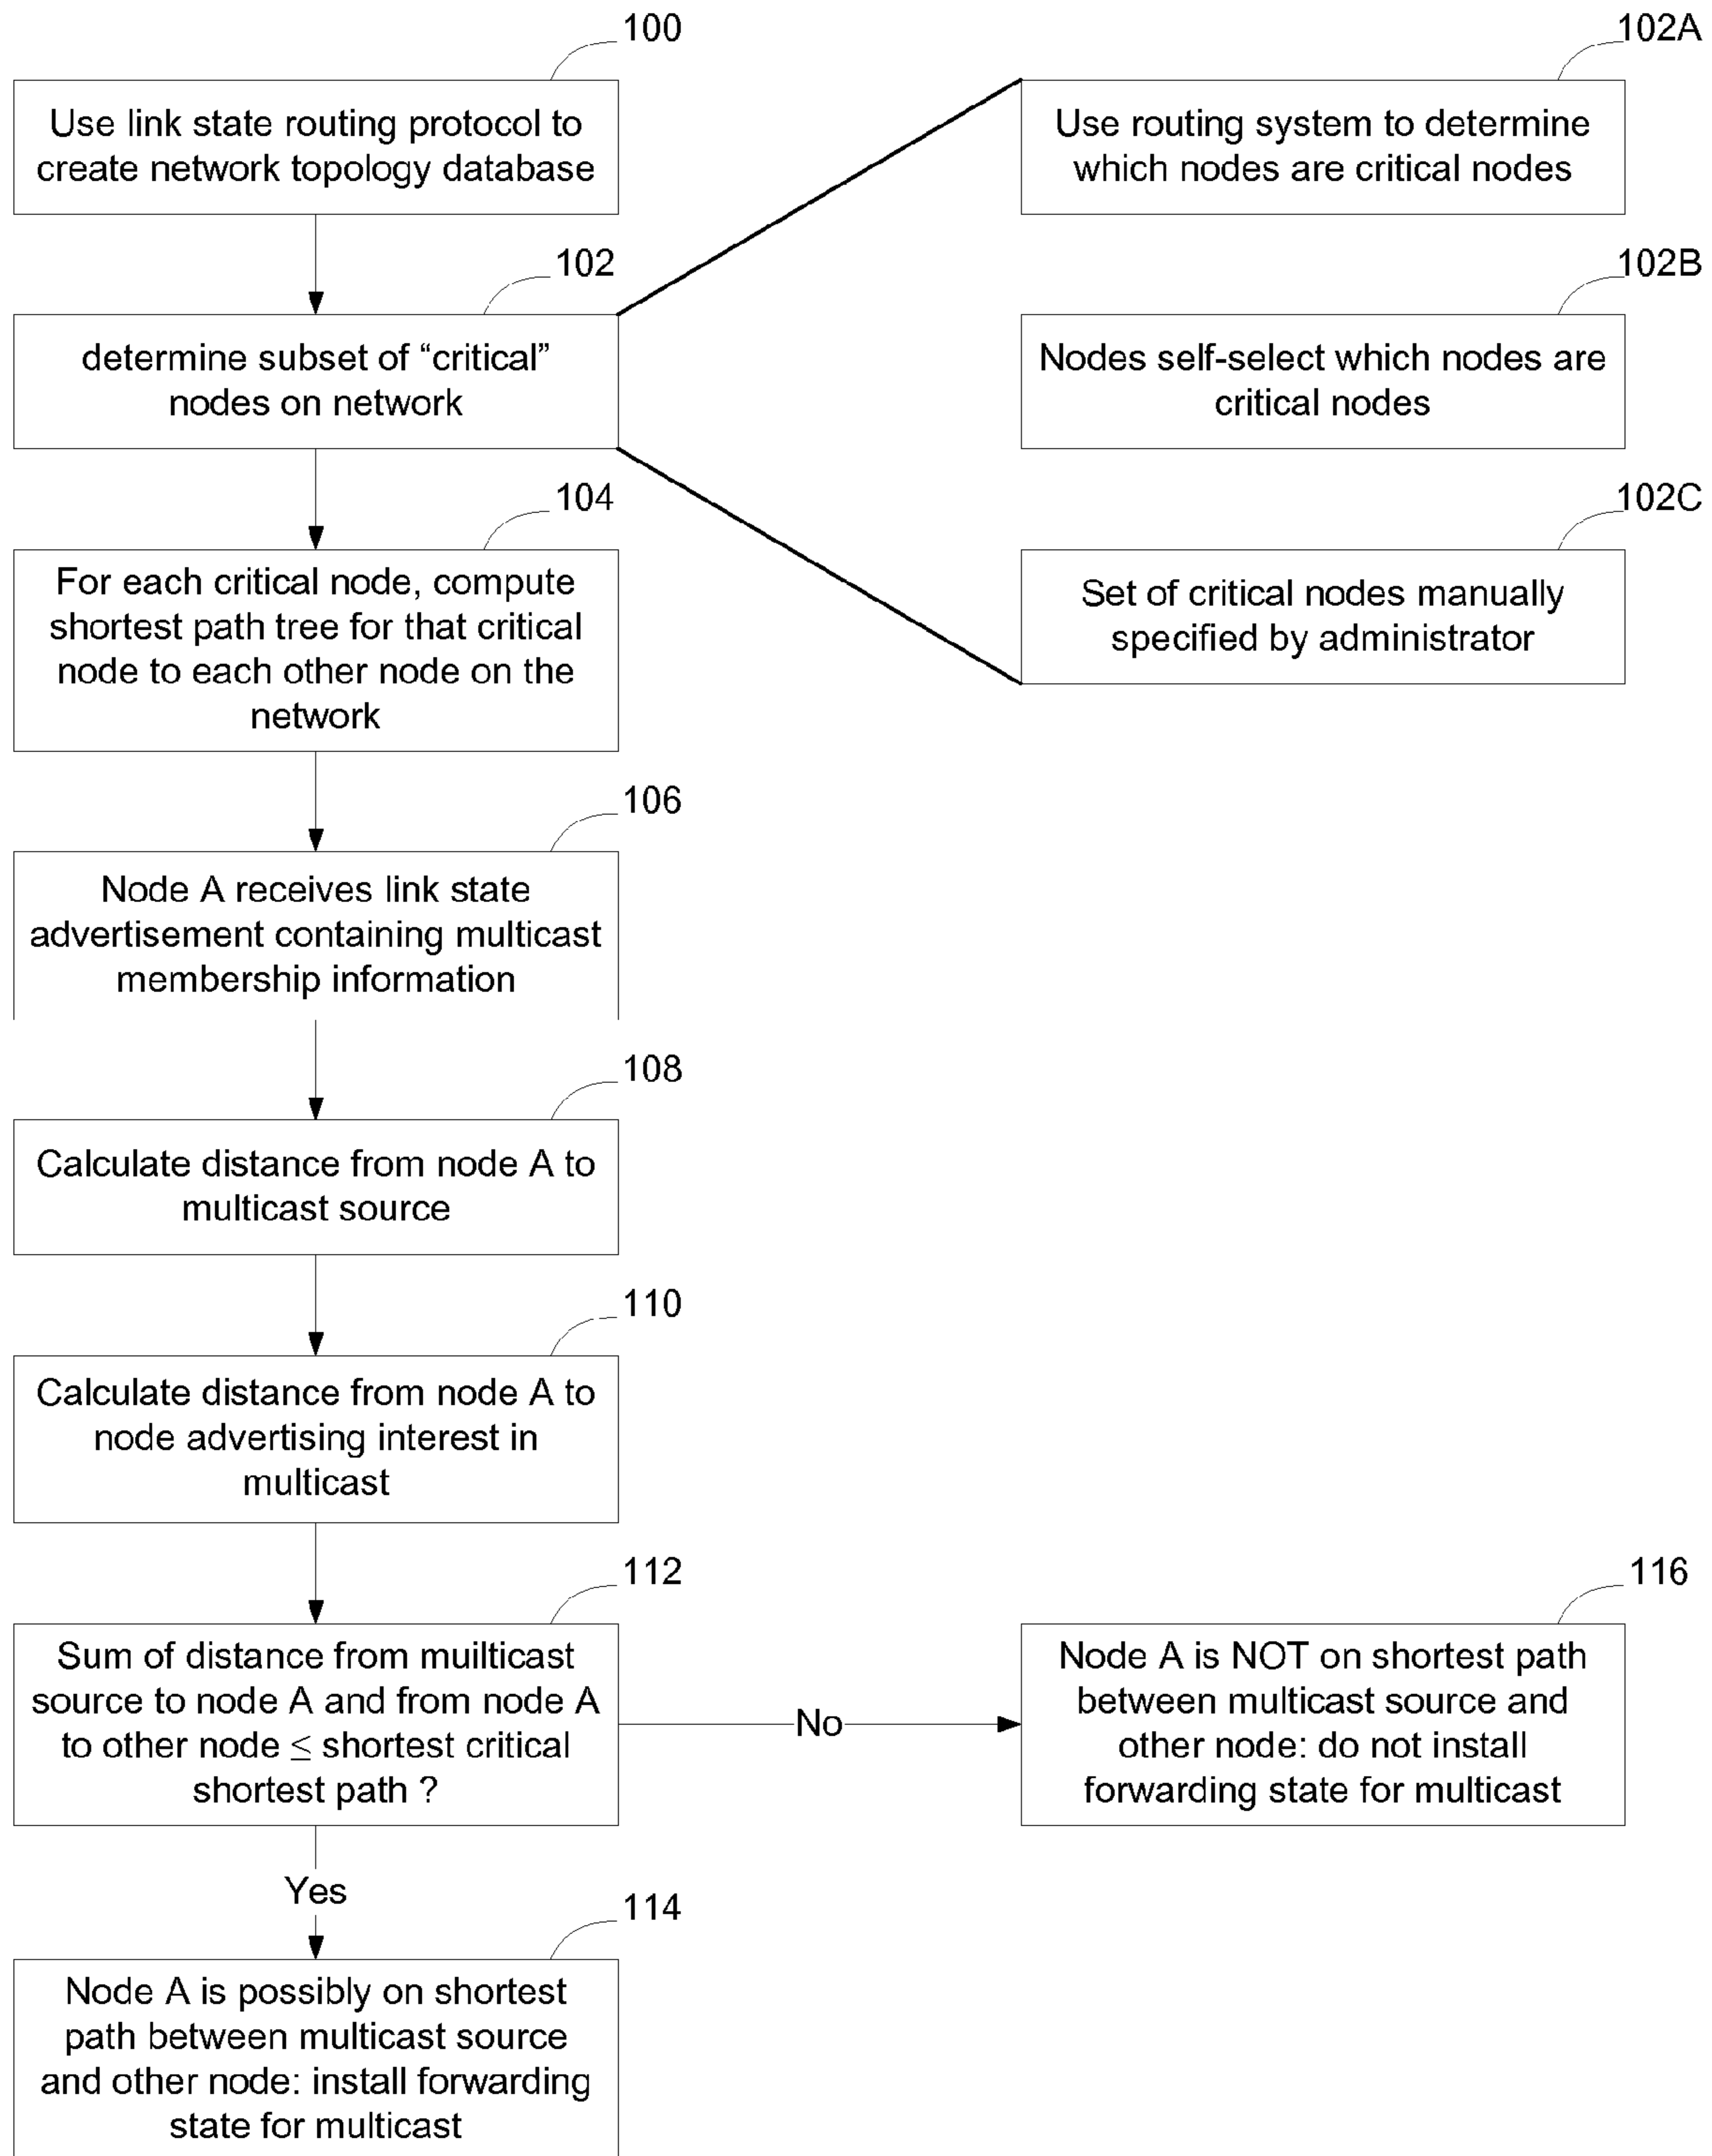 100
Use link state routing protocol to
create network topology database
102
determine subset of “critical”
nodes on network
102A
Use routing system to determine
which nodes are critical nodes
102B
Nodes self-select which nodes are
critical nodes
102C
Set of critical nodes manually
specified by administrator
104
For each critical node, compute
shortest path tree for that critical
node to each other node on the
network
106
Node A receives link state
advertisement containing multicast
membership information
108
Calculate distance from node A to
multicast source
110
Calculate distance from node A to
node advertising interest in
multicast
112
Sum of distance from muilticast
source to node A and from node A
to other node ≤ shortest critical
shortest path ?
No
116
Node A is NOT on shortest path
between multicast source and
other node: do not install
forwarding state for multicast
Yes
114
Node A is possibly on shortest
path between multicast source
and other node: install forwarding
state for multicast